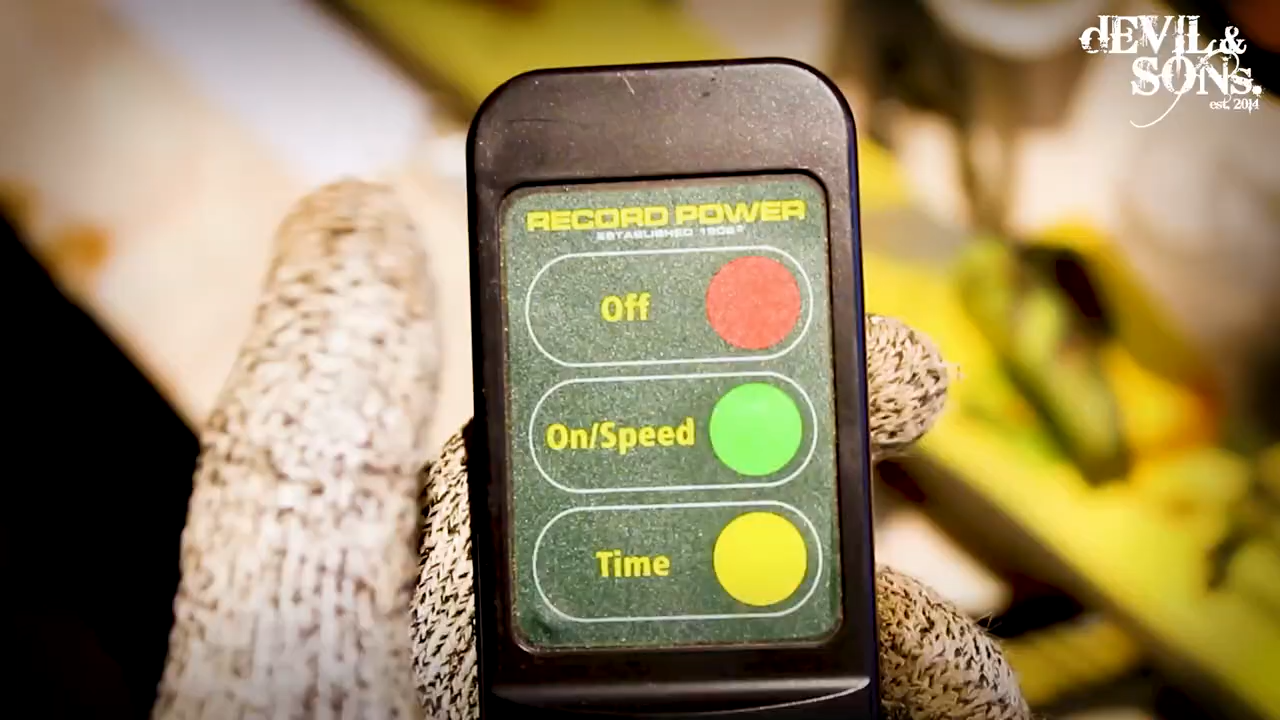 dEVIL &
SONs.
est. 2014
RECORD POWER
ESTABLISHED 1909
Off
On/Speed
Time